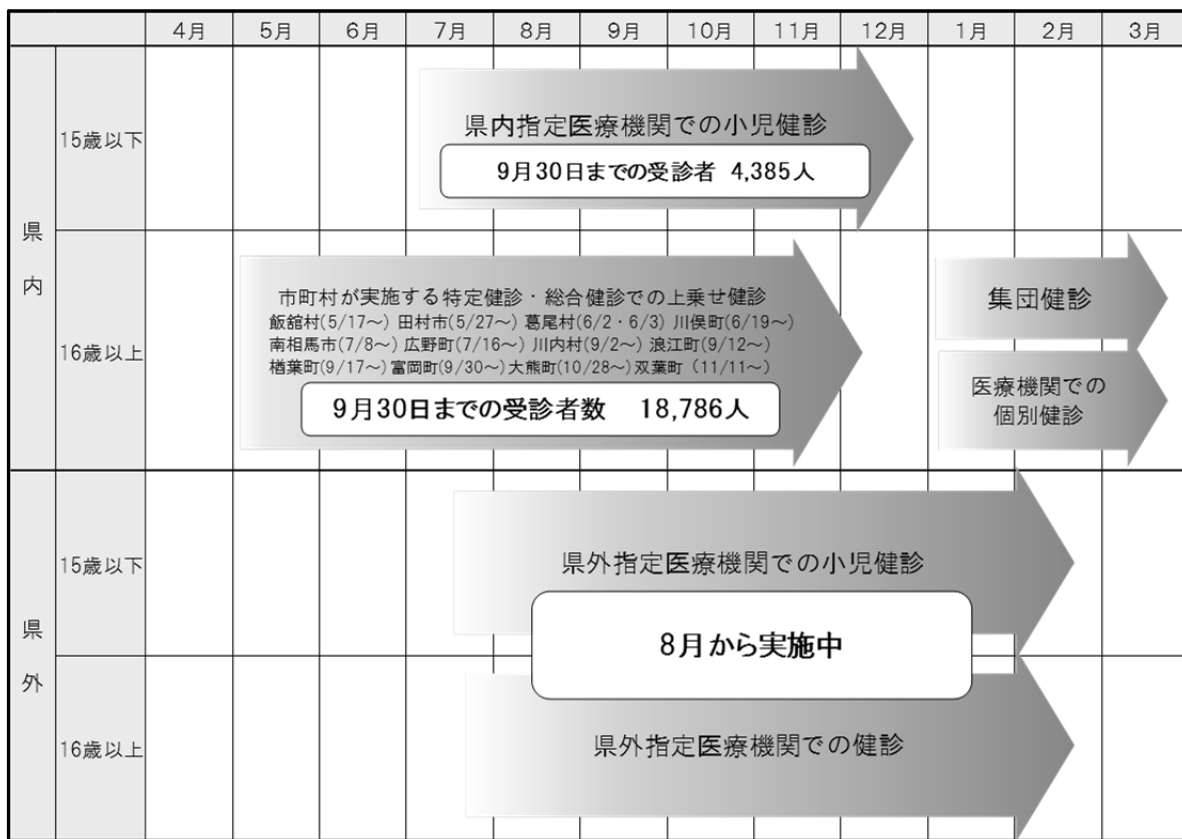 4月 5月 6月 7月 8月 9月 10月 11月 12月 1月 2月 3月
県内
15歳以下
県内指定医療機関での小児健診
9月30日までの受診者 4,385人
16歳以上
市町村が実施する特定健診・総合健診での上乗せ健診
飯舘村(5/17～) 田村市(5/27～) 葛尾村(6/2・6/3) 川俣町(6/19～)
南相馬市(7/8～) 広野町(7/16～) 川内村(9/2～) 浪江町(9/12～)
楢葉町(9/17～) 富岡町(9/30～) 大熊町(10/28～) 双葉町（11/11～）
9月30日までの受診者数 18,786人
集団健診
医療機関での
個別健診
県外
15歳以下
県外指定医療機関での小児健診
8月から実施中
16歳以上
県外指定医療機関での健診